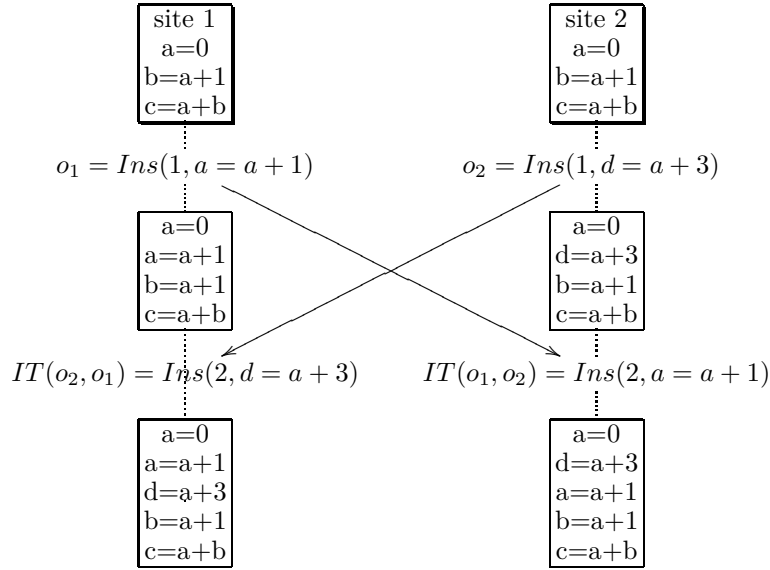 site 1
a=0
b=a+1
c=a+b
site 2
a=0
b=a+1
c=a+b
o₁ = Ins(1, a = a + 1)
o₂ = Ins(1, d = a + 3)
a=0
a=a+1
b=a+1
c=a+b
a=0
d=a+3
b=a+1
c=a+b
IT(o₂, o₁) = Ins(2, d = a + 3)
IT(o₁, o₂) = Ins(2, a = a + 1)
a=0
a=a+1
d=a+3
b=a+1
c=a+b
a=0
d=a+3
a=a+1
b=a+1
c=a+b